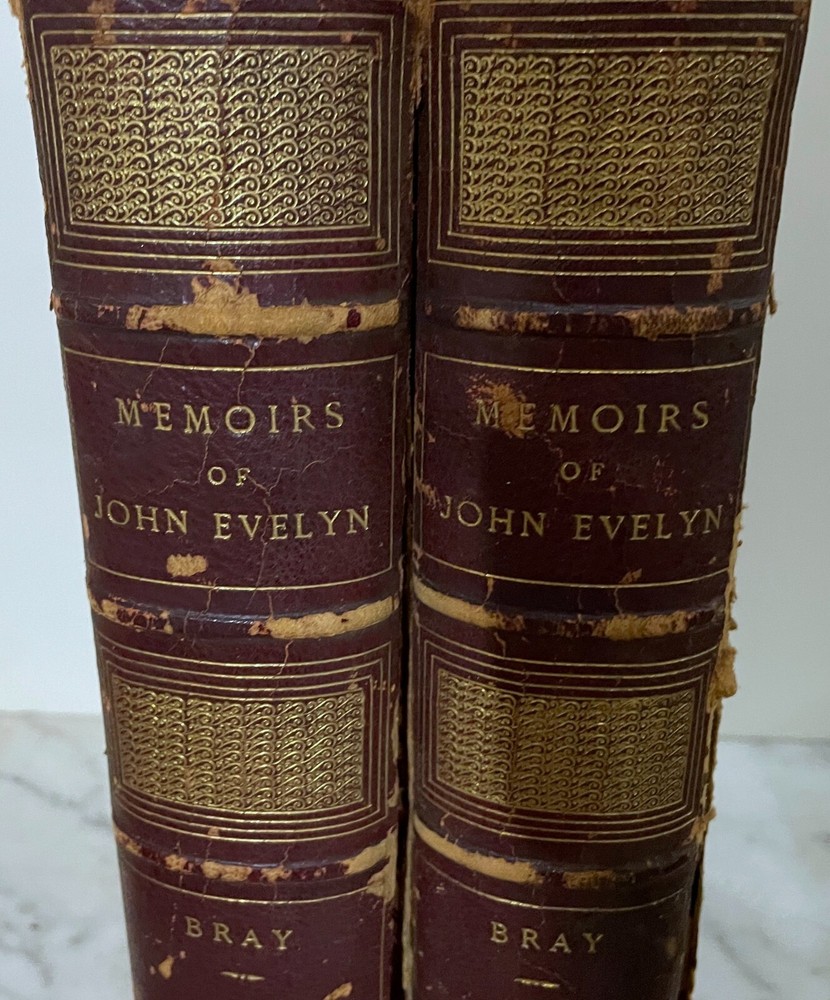 MEMOIRS
OF
JOHN EVELYN
BRAY
MEMOIRS
OF
JOHN EVELYN
BRAY